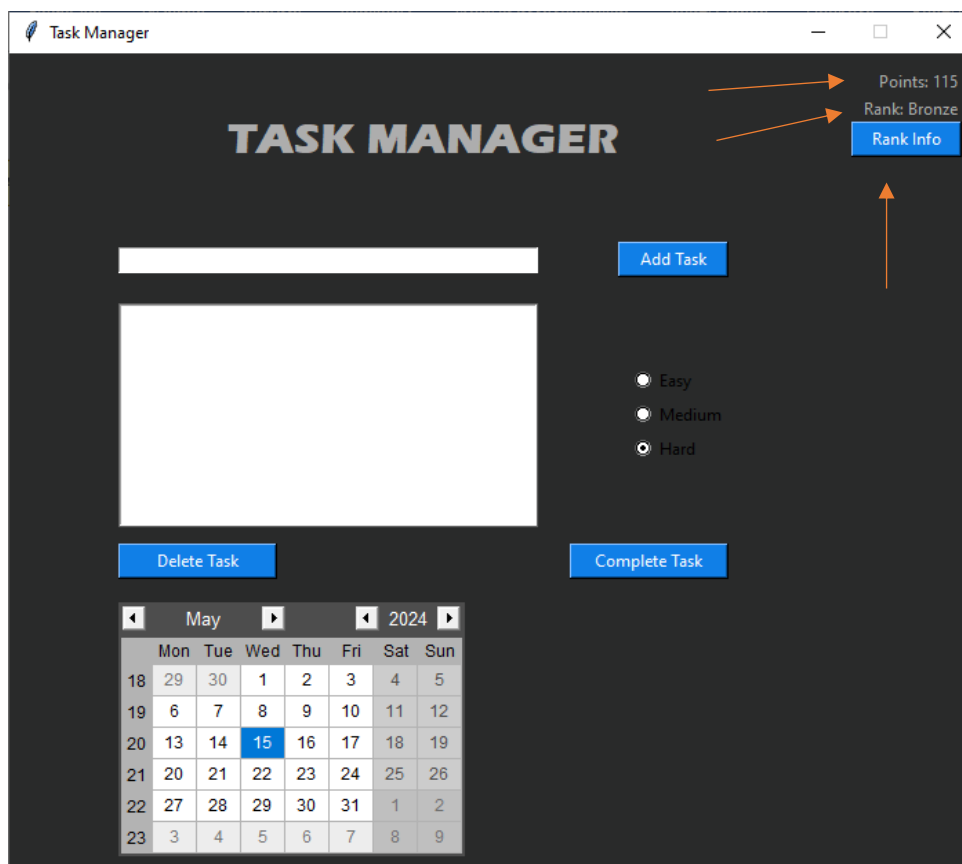 Task Manager
Points: 115
Rank: Bronze
TASK MANAGER
Rank Info
Add Task
Easy
Medium
Hard
Delete Task
Complete Task
May 2024
Mon Tue Wed Thu Fri Sat Sun
18 29 30 1 2 3 4 5
19 6 7 8 9 10 11 12
20 13 14 15 16 17 18 19
21 20 21 22 23 24 25 26
22 27 28 29 30 31 1 2
23 3 4 5 6 7 8 9